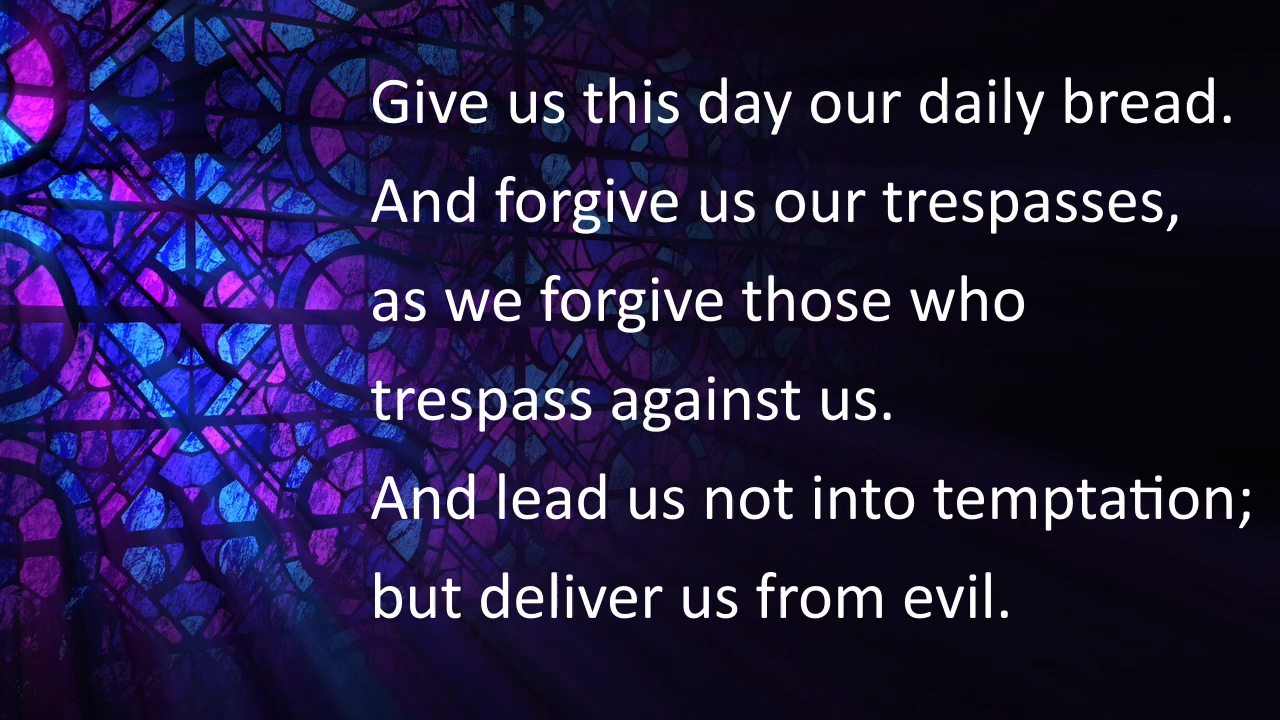 Give us this day our daily bread.
And forgive us our trespasses,
as we forgive those who
trespass against us.
And lead us not into temptation;
but deliver us from evil.